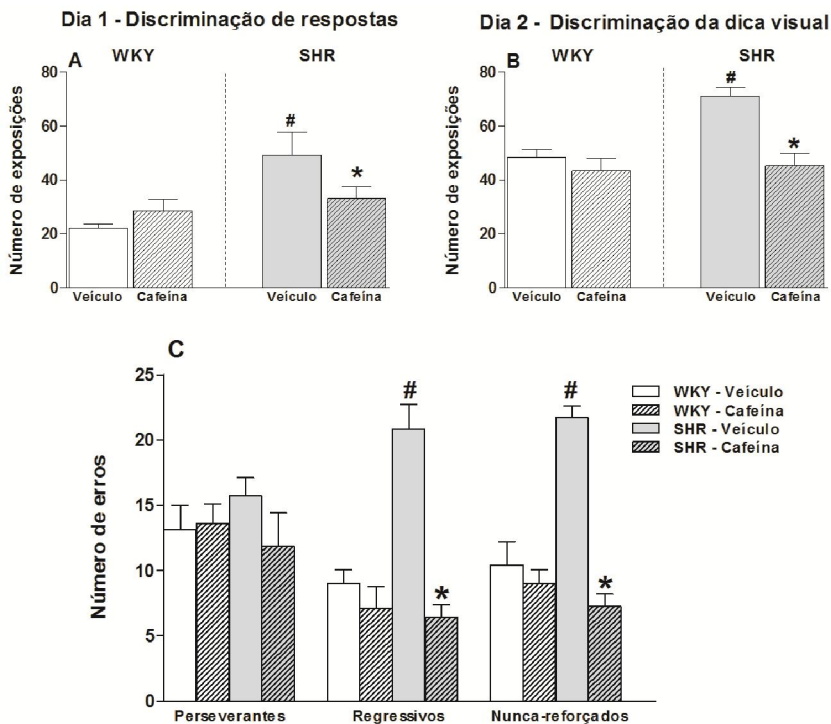 Dia 1 - Discriminação de respostas
A WKY SHR
Número de exposições
80
60
40
20
0
#
*
Veículo Cafeína Veículo Cafeína
Dia 2 - Discriminação da dica visual
B WKY SHR
Número de exposições
80
60
40
20
0
#
*
Veículo Cafeína Veículo Cafeína
C
Número de erros
25
20
15
10
5
0
#
*
#
*
Perseverantes Regressivos Nunca-reforçados
WKY - Veículo
WKY - Cafeína
SHR - Veículo
SHR - Cafeína